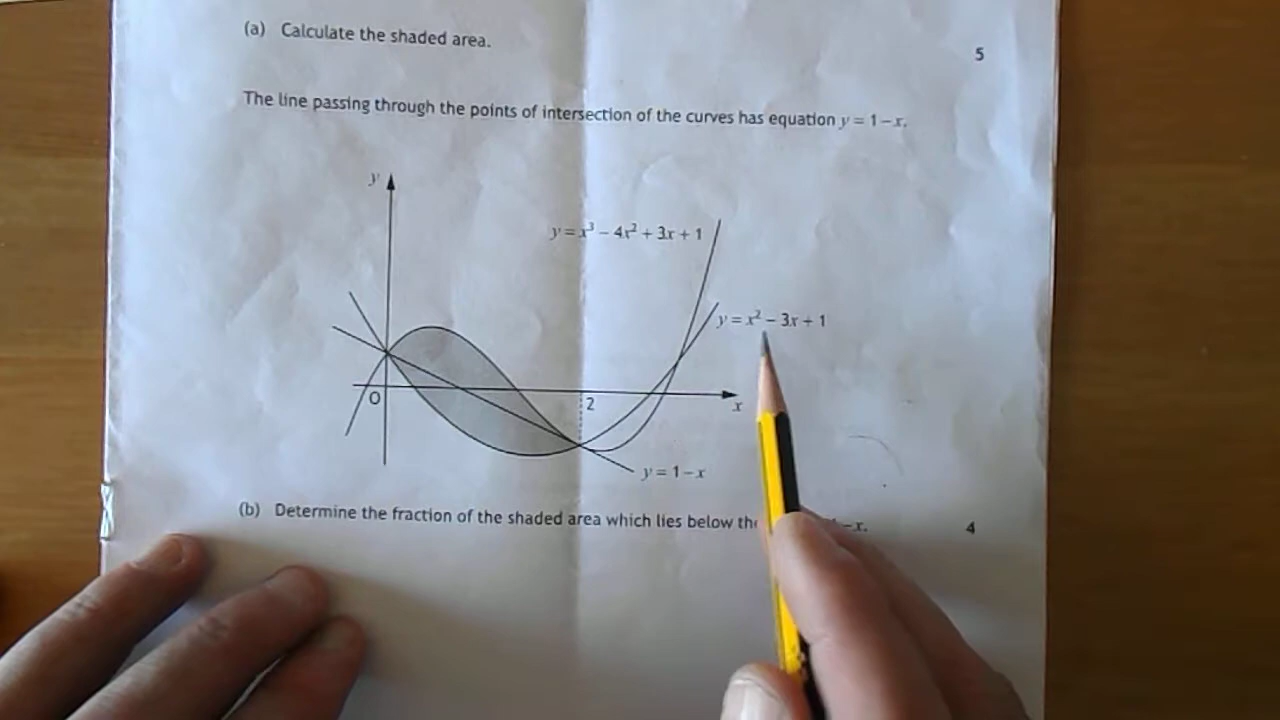 (a) Calculate the shaded area.
5
The line passing through the points of intersection of the curves has equation y = 1 − x.
y
y = x³ − 4x² + 3x + 1
y = x² − 3x + 1
O
2
x
y = 1 − x
(b) Determine the fraction of the shaded area which lies below the −x.
4